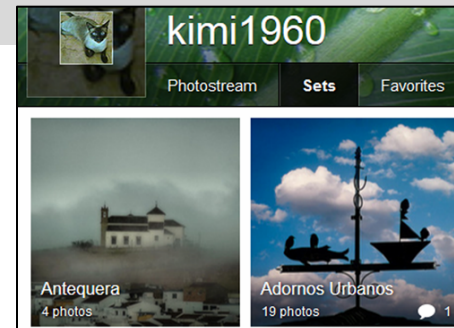 kimi1960
Photostream Sets Favorites
Antequera
4 photos
Adornos Urbanos
19 photos 1